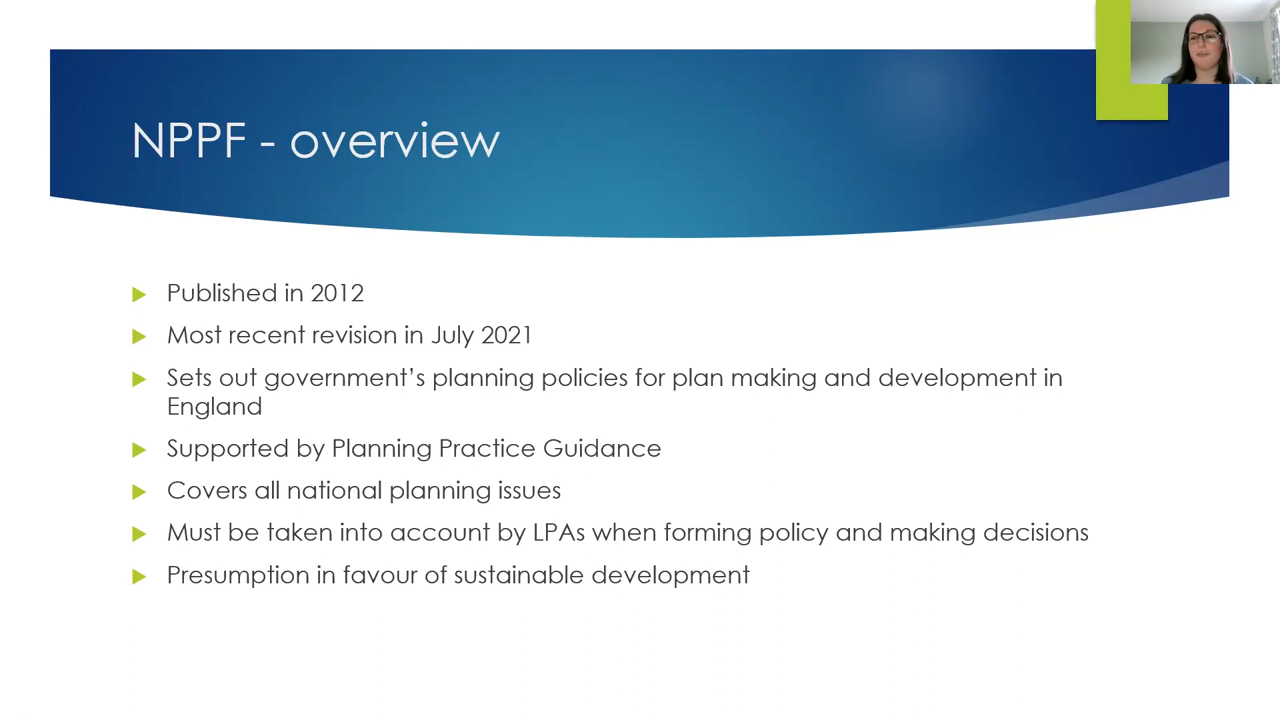 NPPF - overview
Published in 2012
Most recent revision in July 2021
Sets out government’s planning policies for plan making and development in
England
Supported by Planning Practice Guidance
Covers all national planning issues
Must be taken into account by LPAs when forming policy and making decisions
Presumption in favour of sustainable development